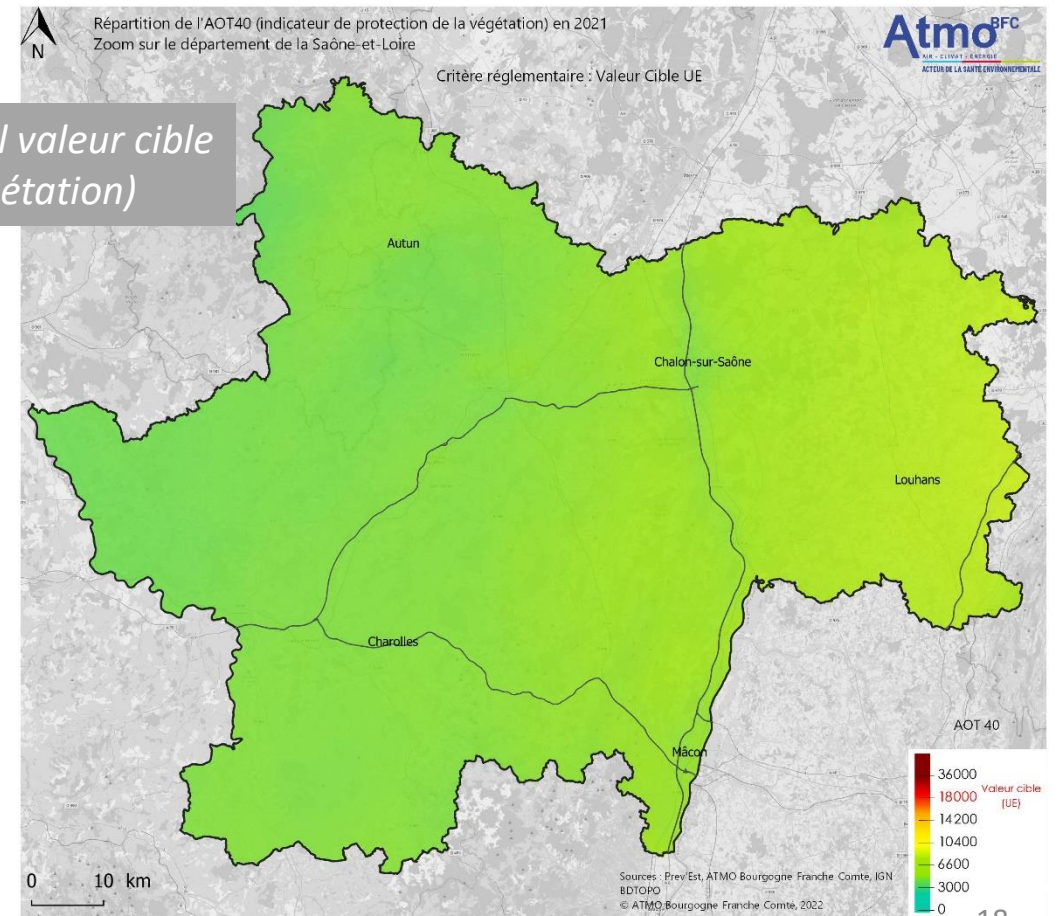 N
Répartition de l'AOT40 (indicateur de protection de la végétation) en 2021
Zoom sur le département de la Saône-et-Loire
Critère réglementaire : Valeur Cible UE
Atmo BFC
AIR - CLIMAT - ENERGIE
ACTEUR DE LA SANTÉ ENVIRONNEMENTALE
l valeur cible
étation)
Autun
Chalon-sur-Saône
Louhans
Charolles
Mâcon
AOT 40
36000
18000 Valeur cible
(UE)
14200
10400
6600
3000
0
0 10 km
Sources : Prev'Est, ATMO Bourgogne Franche Comte, IGN
BDTOPO
© ATMO Bourgogne Franche Comté, 2022